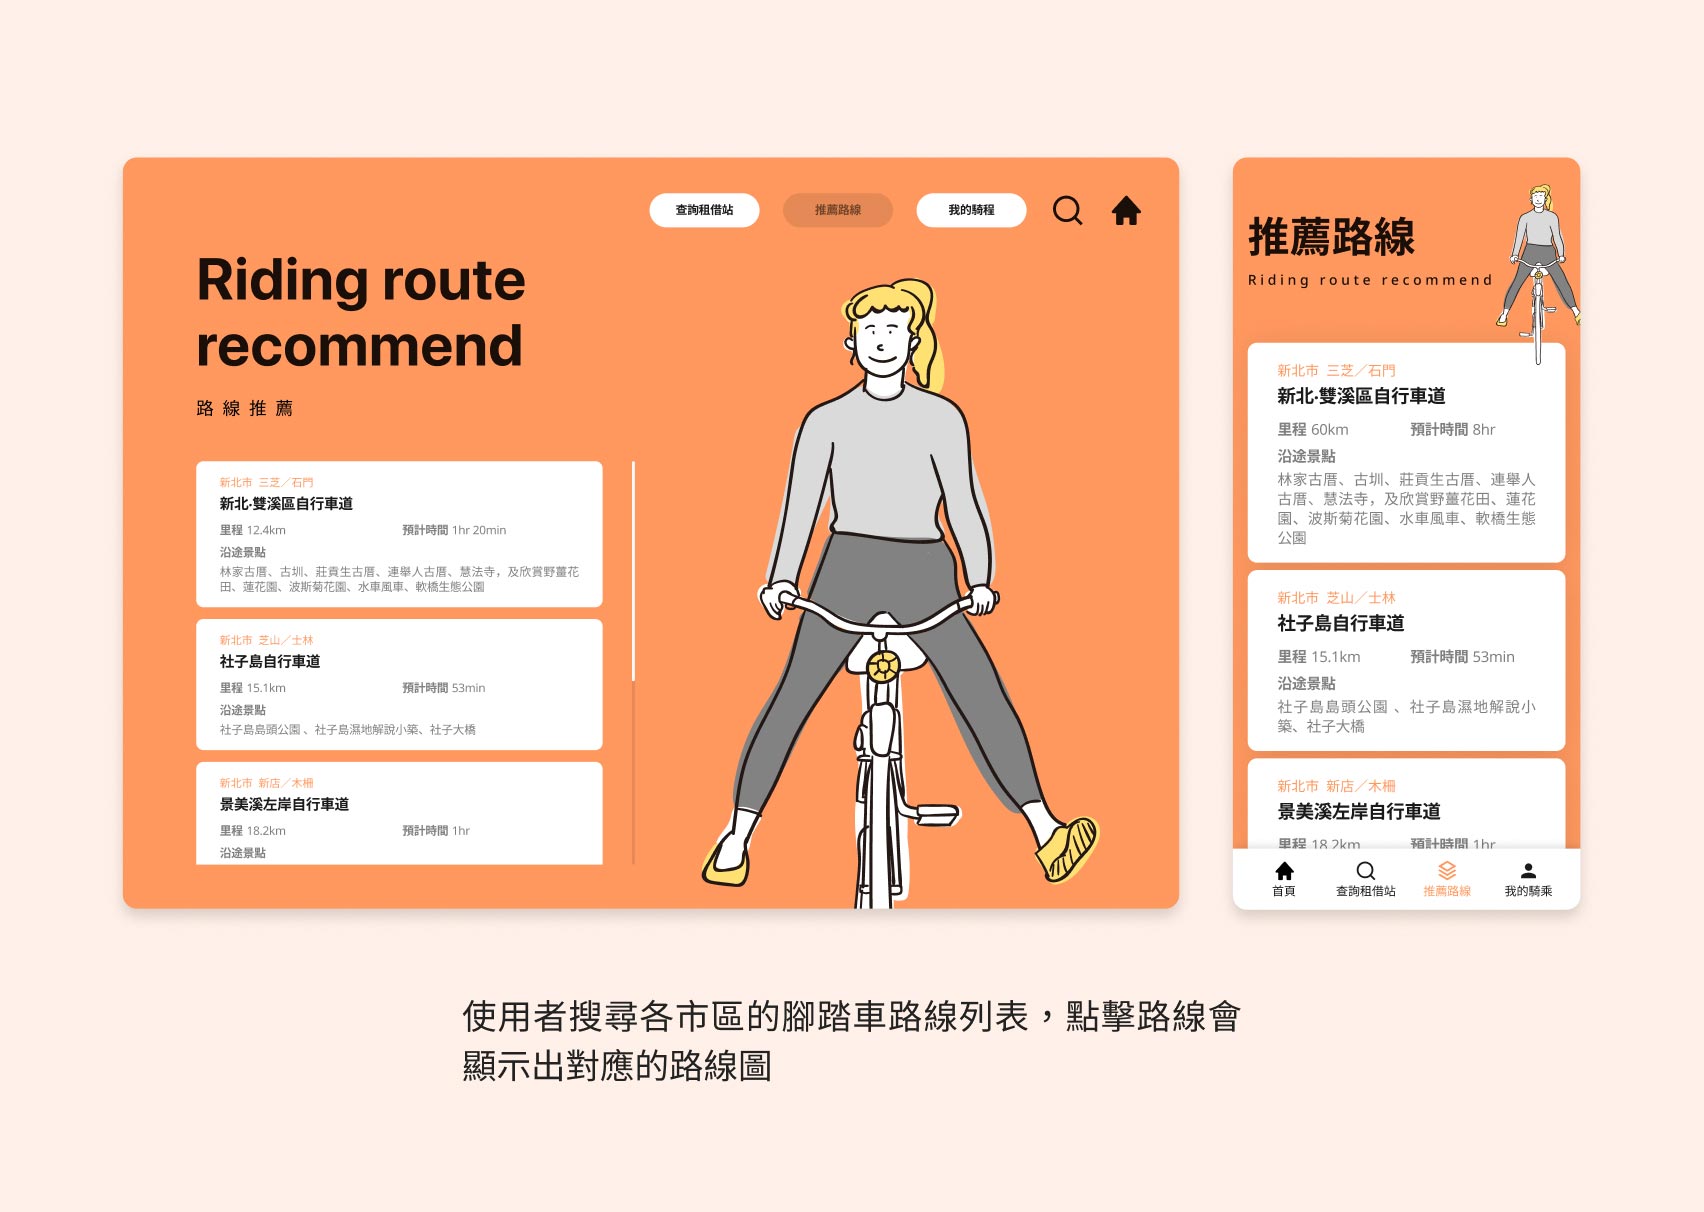 查詢租借站
推薦路線
我的騎程
Riding route
recommend
路線推薦
新北市 三芝／石門
新北·雙溪區自行車道
里程 12.4km 預計時間 1hr 20min
沿途景點
林家古厝、古圳、莊貢生古厝、連舉人古厝、慧法寺，及欣賞野薑花
田、蓮花園、波斯菊花園、水車風車、軟橋生態公園
新北市 芝山／士林
社子島自行車道
里程 15.1km 預計時間 53min
沿途景點
社子島島頭公園 、社子島濕地解說小築、社子大橋
新北市 新店／木柵
景美溪左岸自行車道
里程 18.2km 預計時間 1hr
沿途景點
推薦路線
Riding route recommend
新北市 三芝／石門
新北·雙溪區自行車道
里程 60km 預計時間 8hr
沿途景點
林家古厝、古圳、莊貢生古厝、連舉人
古厝、慧法寺，及欣賞野薑花田、蓮花
園、波斯菊花園、水車風車、軟橋生態
公園
新北市 芝山／士林
社子島自行車道
里程 15.1km 預計時間 53min
沿途景點
社子島島頭公園 、社子島濕地解說小
築、社子大橋
新北市 新店／木柵
景美溪左岸自行車道
里程 18.2km 預計時間 1hr
首頁
查詢租借站
推薦路線
我的騎乘
使用者搜尋各市區的腳踏車路線列表，點擊路線會
顯示出對應的路線圖